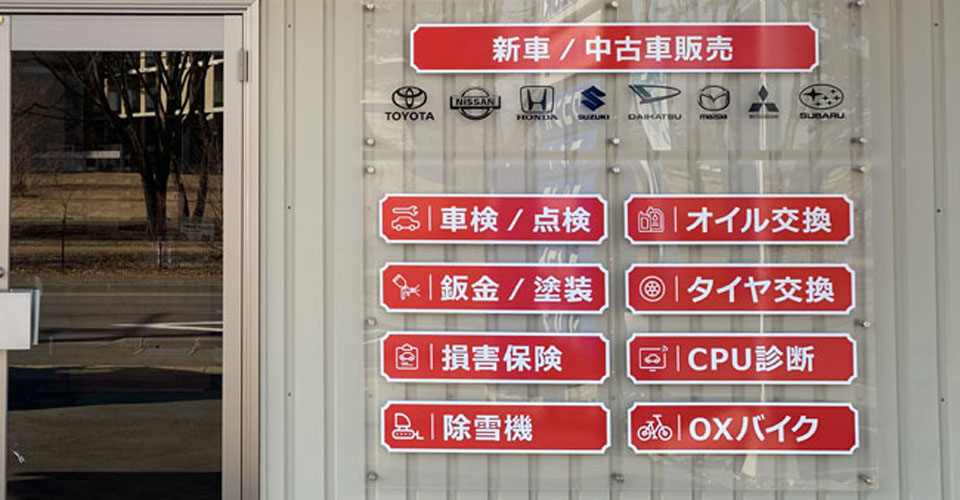 新車 / 中古車販売
TOYOTA NISSAN HONDA SUZUKI DAIHATSU mazda SUBARU
車検 / 点検 オイル交換
鈑金 / 塗装 タイヤ交換
損害保険 CPU診断
除雪機 OXバイク